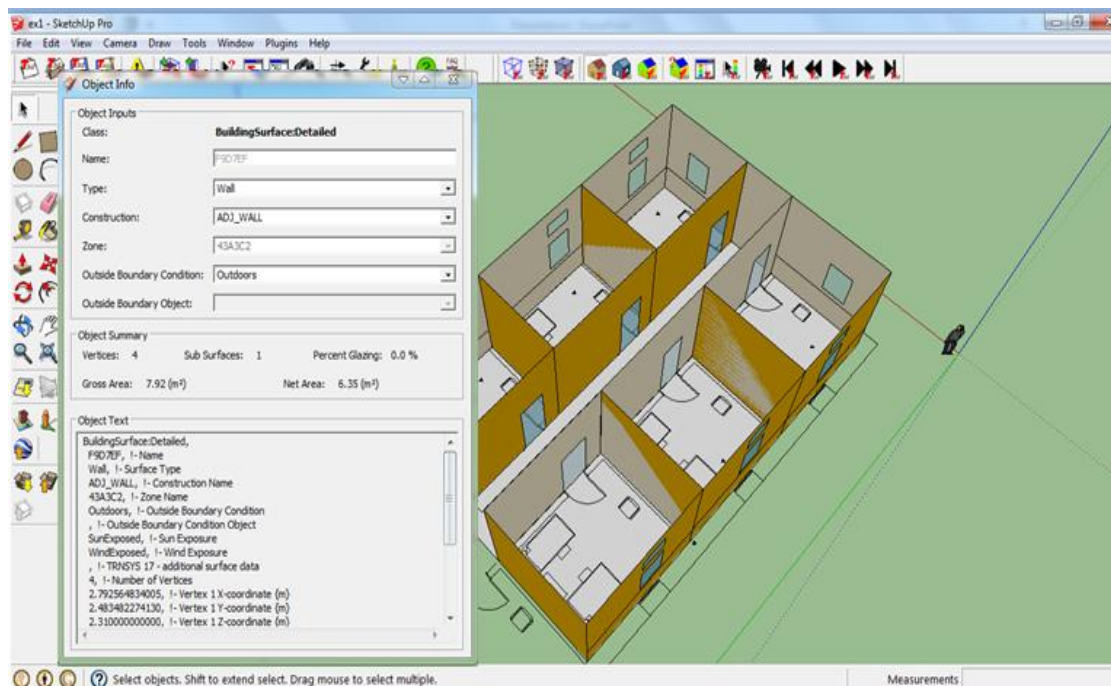 ex1 - SketchUp Pro
File Edit View Camera Draw Tools Window Plugins Help
Object Info
Object Inputs
Class: BuildingSurface:Detailed
Name: F9D7EF
Type: Wall
Construction: ADJ_WALL
Zone: 43A3C2
Outside Boundary Condition: Outdoors
Outside Boundary Object:
Object Summary
Vertices: 4 Sub Surfaces: 1 Percent Glazing: 0.0 %
Gross Area: 7.92 (m²) Net Area: 6.35 (m²)
Object Text
BuildingSurface:Detailed,
F9D7EF, !- Name
Wall, !- Surface Type
ADJ_WALL, !- Construction Name
43A3C2, !- Zone Name
Outdoors, !- Outside Boundary Condition
, !- Outside Boundary Condition Object
SunExposed, !- Sun Exposure
WindExposed, !- Wind Exposure
, !- TRNSYS 17 - additional surface data
4, !- Number of Vertices
2.792564834005, !- Vertex 1 X-coordinate {m}
2.483482274130, !- Vertex 1 Y-coordinate {m}
2.310000000000, !- Vertex 1 Z-coordinate {m}
Select objects. Shift to extend select. Drag mouse to select multiple.
Measurements